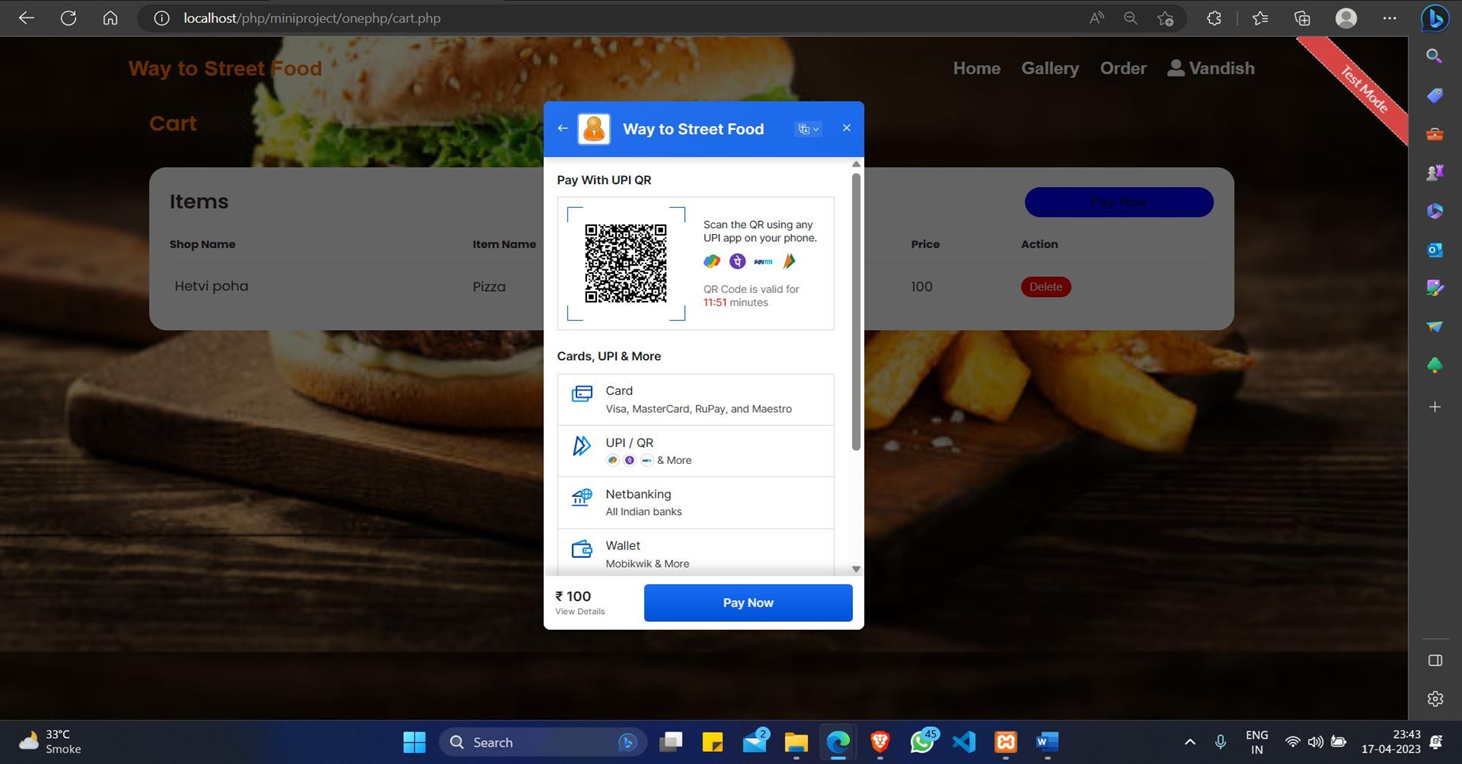 localhost/php/miniproject/onephp/cart.php
Way to Street Food
Home Gallery Order Vandish
Test Mode
Cart
Way to Street Food
Items
Pay Now
Shop Name Item Name Price Action
Hetvi poha Pizza 100 Delete
Pay With UPI QR
Scan the QR using any
UPI app on your phone.
QR Code is valid for
11:51 minutes
Cards, UPI & More
Card
Visa, MasterCard, RuPay, and Maestro
UPI / QR
& More
Netbanking
All Indian banks
Wallet
Mobikwik & More
₹ 100
View Details
Pay Now
33°C
Smoke
Search
2
45
ENG
IN
23:43
17-04-2023